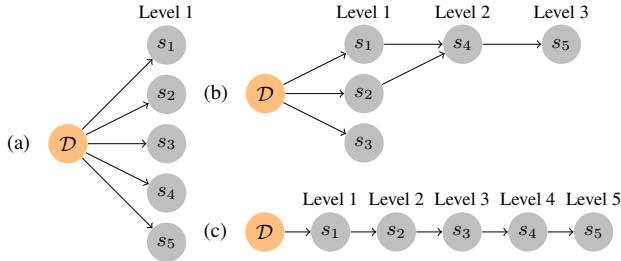 Level 1
s1
s2
(a) D s3
s4
s5
Level 1 Level 2 Level 3
s1 s4 s5
(b) D s2
s3
Level 1 Level 2 Level 3 Level 4 Level 5
(c) D s1 s2 s3 s4 s5